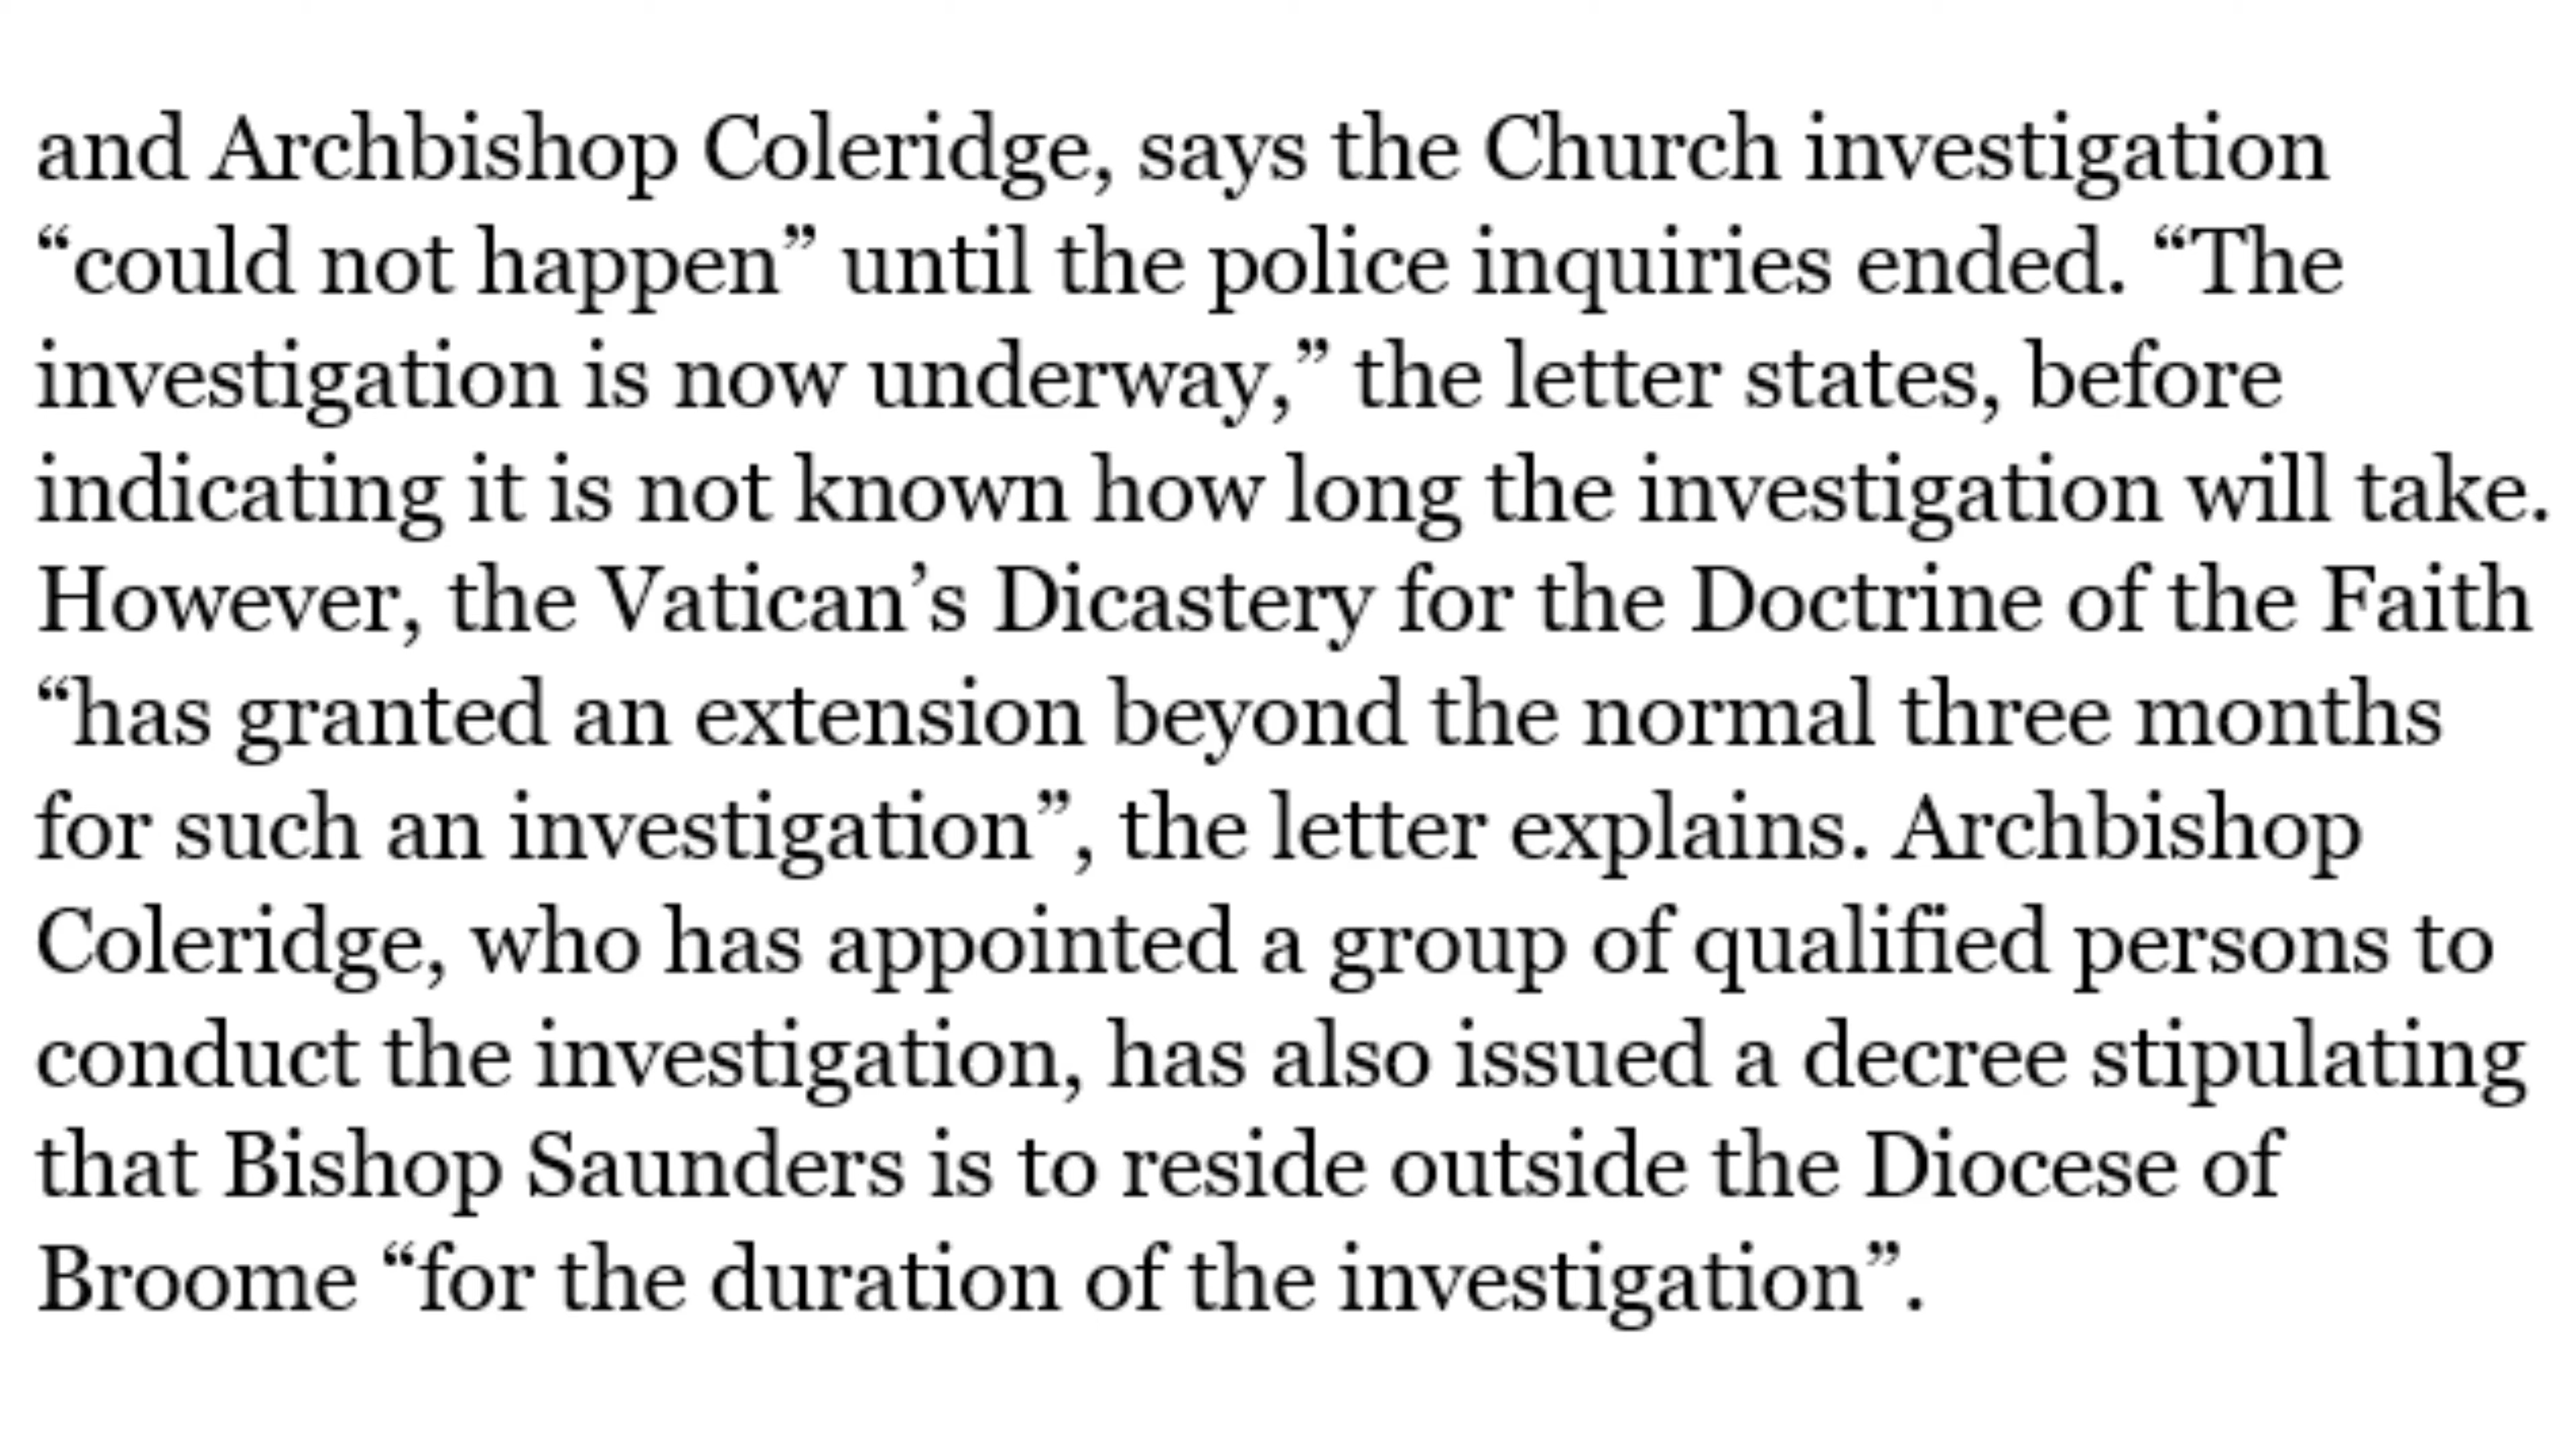 and Archbishop Coleridge, says the Church investigation
“could not happen” until the police inquiries ended. “The
investigation is now underway,” the letter states, before
indicating it is not known how long the investigation will take.
However, the Vatican’s Dicastery for the Doctrine of the Faith
“has granted an extension beyond the normal three months
for such an investigation”, the letter explains. Archbishop
Coleridge, who has appointed a group of qualified persons to
conduct the investigation, has also issued a decree stipulating
that Bishop Saunders is to reside outside the Diocese of
Broome “for the duration of the investigation”.